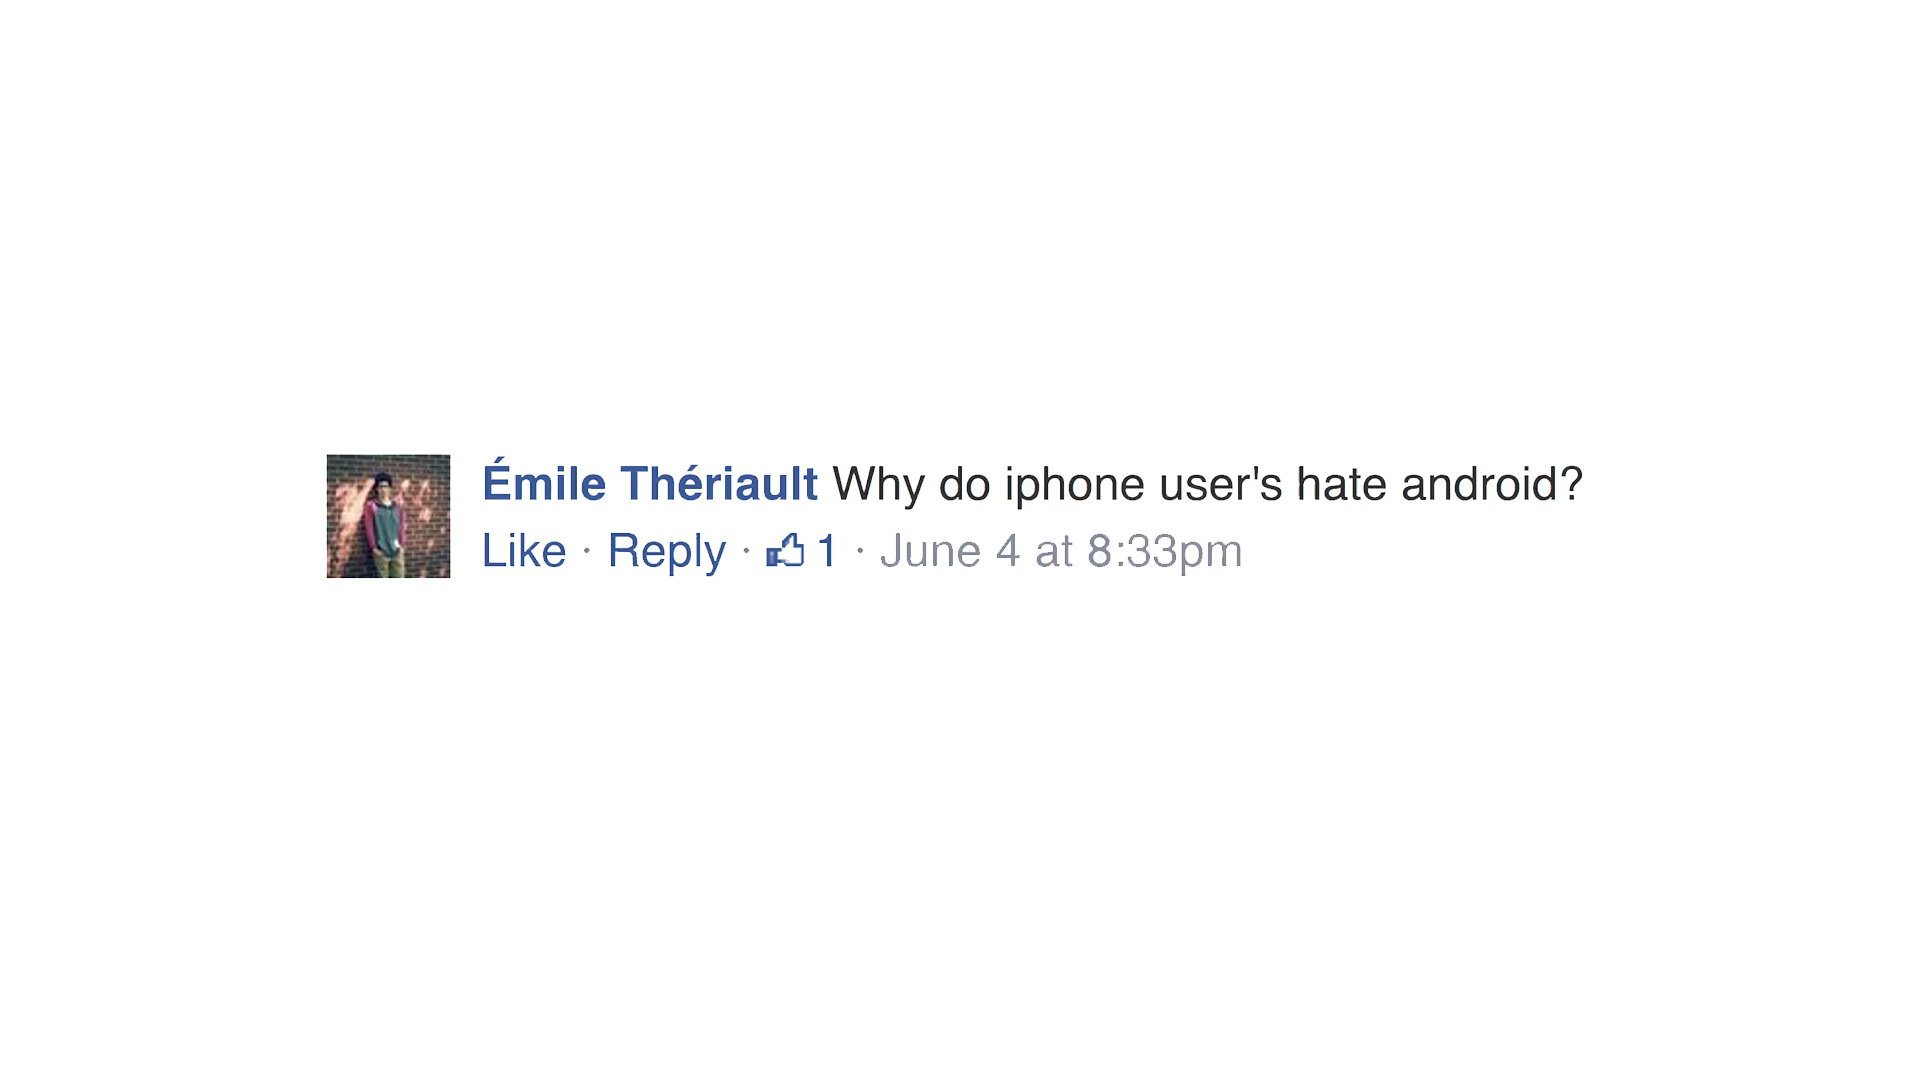 Émile Thériault Why do iphone user's hate android?
Like · Reply · 1 · June 4 at 8:33pm